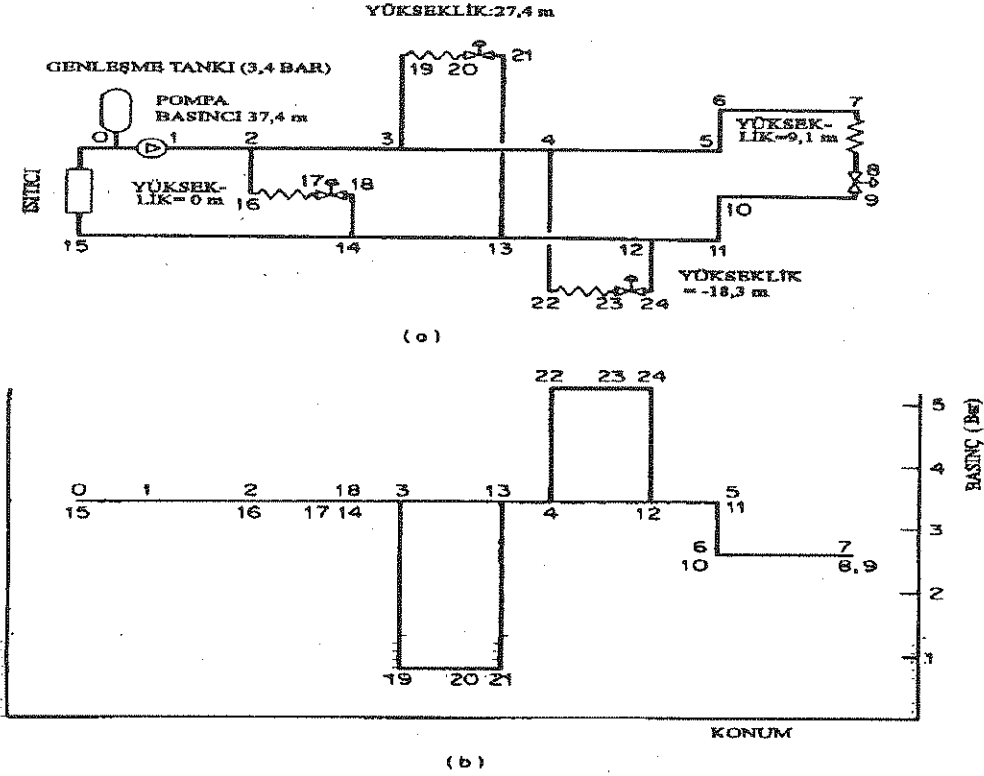 YÜKSEKLİK:27,4 m
19 20 21
GENLEŞME TANKI (3,4 BAR)
POMPA
BASINCI 37,4 m
0 1 2 3 4 5 6 7
YÜKSEK-
LİK=9,1 m
8
9
10
ISITICI
YÜKSEK-
LİK= 0 m
16 17 18
15 14 13 12 11
22 23 24
YÜKSEKLİK
= -18,3 m
(a)
22 23 24
5
4
3
2
1
BASINÇ (Bar)
0 1 2 18 3 13 5
15 16 17 14 4 12 11
6 7
10 8,9
19 20 21
KONUM
(b)